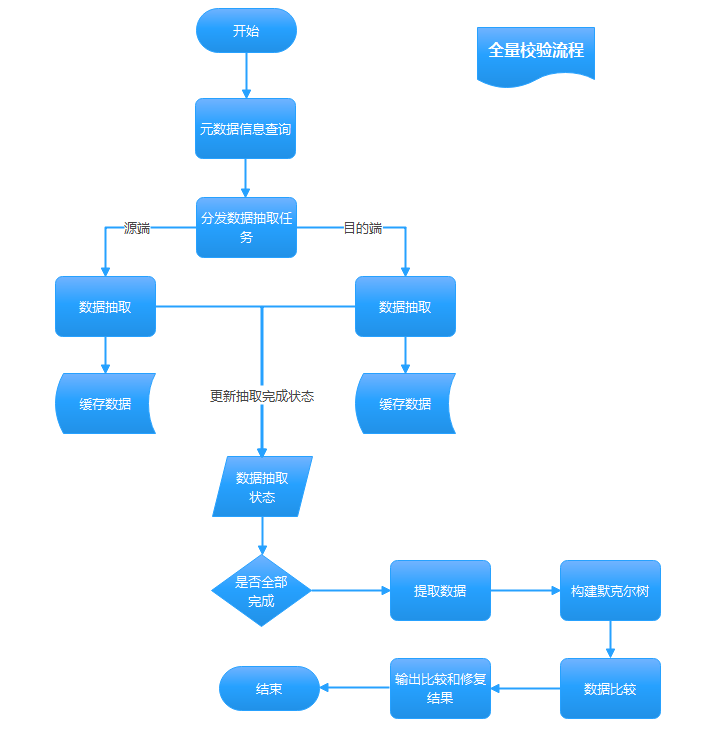 开始
全量校验流程
元数据信息查询
分发数据抽取任
务
源端
目的端
数据抽取
数据抽取
缓存数据
更新抽取完成状态
缓存数据
数据抽取
状态
是否全部
完成
提取数据
构建默克尔树
结束
输出比较和修复
结果
数据比较